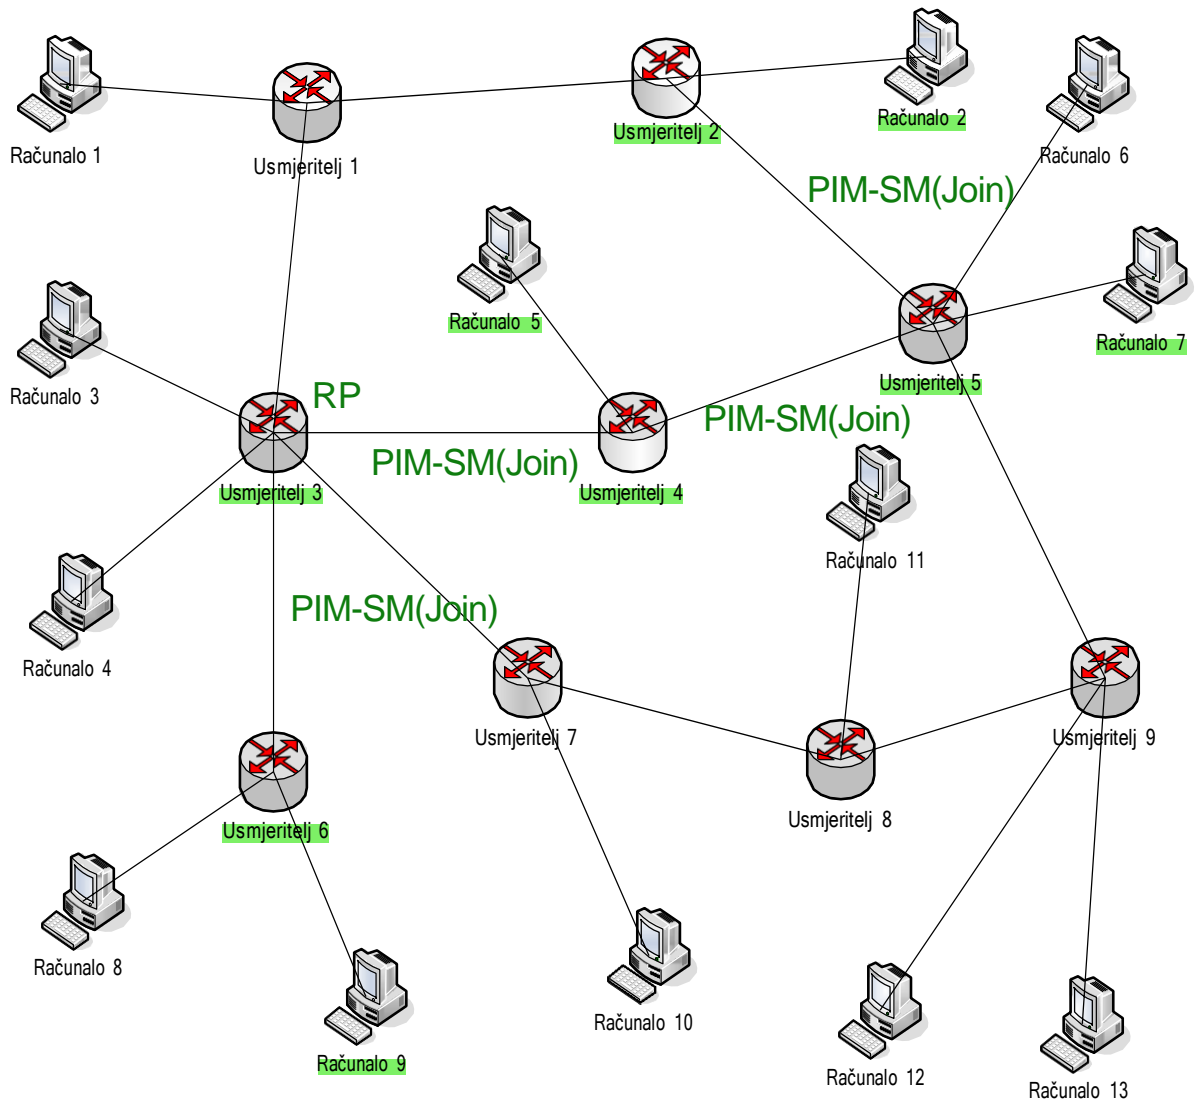 Računalo 1
Usmjeritelj 1
Usmjeritelj 2
Računalo 2
Računalo 6
PIM-SM(Join)
Računalo 5
Računalo 7
Računalo 3
Usmjeritelj 5
RP
PIM-SM(Join)
PIM-SM(Join)
Usmjeritelj 3
Usmjeritelj 4
Računalo 11
PIM-SM(Join)
Računalo 4
Usmjeritelj 7
Usmjeritelj 9
Usmjeritelj 6
Usmjeritelj 8
Računalo 8
Računalo 9
Računalo 10
Računalo 12
Računalo 13